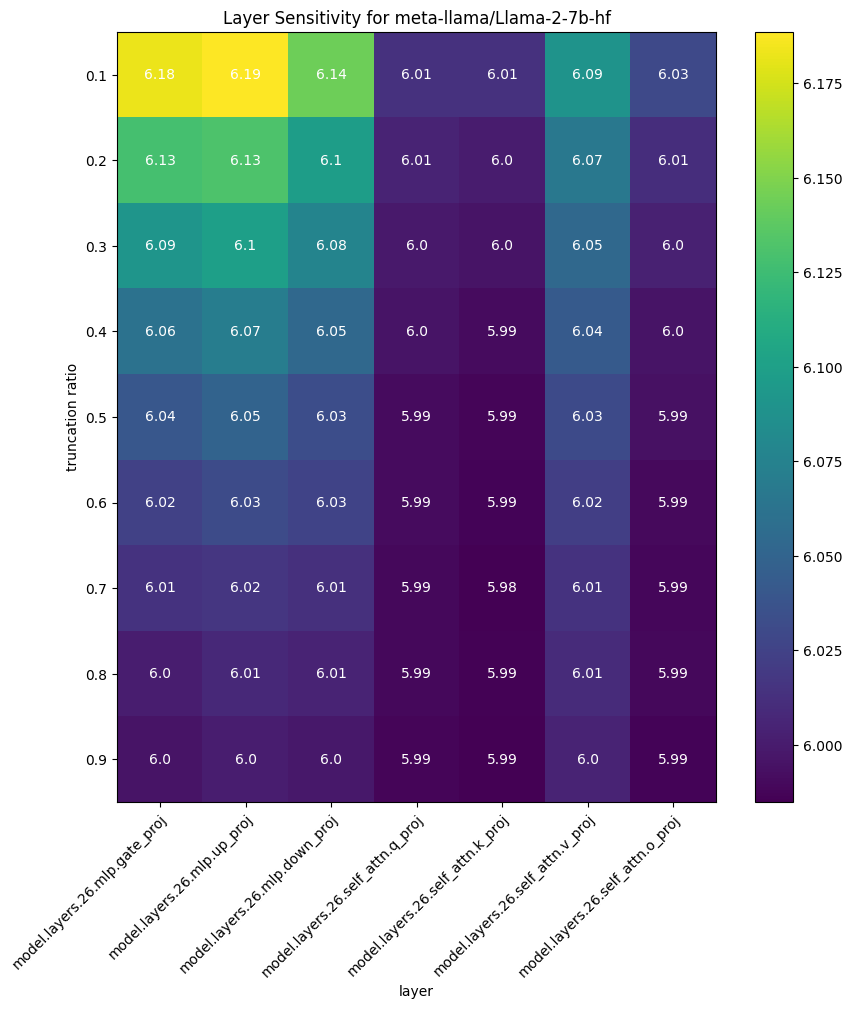 Layer Sensitivity for meta-llama/Llama-2-7b-hf
0.1 6.18 6.19 6.14 6.01 6.01 6.09 6.03
0.2 6.13 6.13 6.1 6.01 6.0 6.07 6.01
0.3 6.09 6.1 6.08 6.0 6.0 6.05 6.0
0.4 6.06 6.07 6.05 6.0 5.99 6.04 6.0
0.5 6.04 6.05 6.03 5.99 5.99 6.03 5.99
0.6 6.02 6.03 6.03 5.99 5.99 6.02 5.99
0.7 6.01 6.02 6.01 5.99 5.98 6.01 5.99
0.8 6.0 6.01 6.01 5.99 5.99 6.01 5.99
0.9 6.0 6.0 6.0 5.99 5.99 6.0 5.99
truncation ratio
model.layers.26.mlp.gate_proj
model.layers.26.mlp.up_proj
model.layers.26.mlp.down_proj
model.layers.26.self_attn.q_proj
model.layers.26.self_attn.k_proj
model.layers.26.self_attn.v_proj
model.layers.26.self_attn.o_proj
layer
6.175
6.150
6.125
6.100
6.075
6.050
6.025
6.000